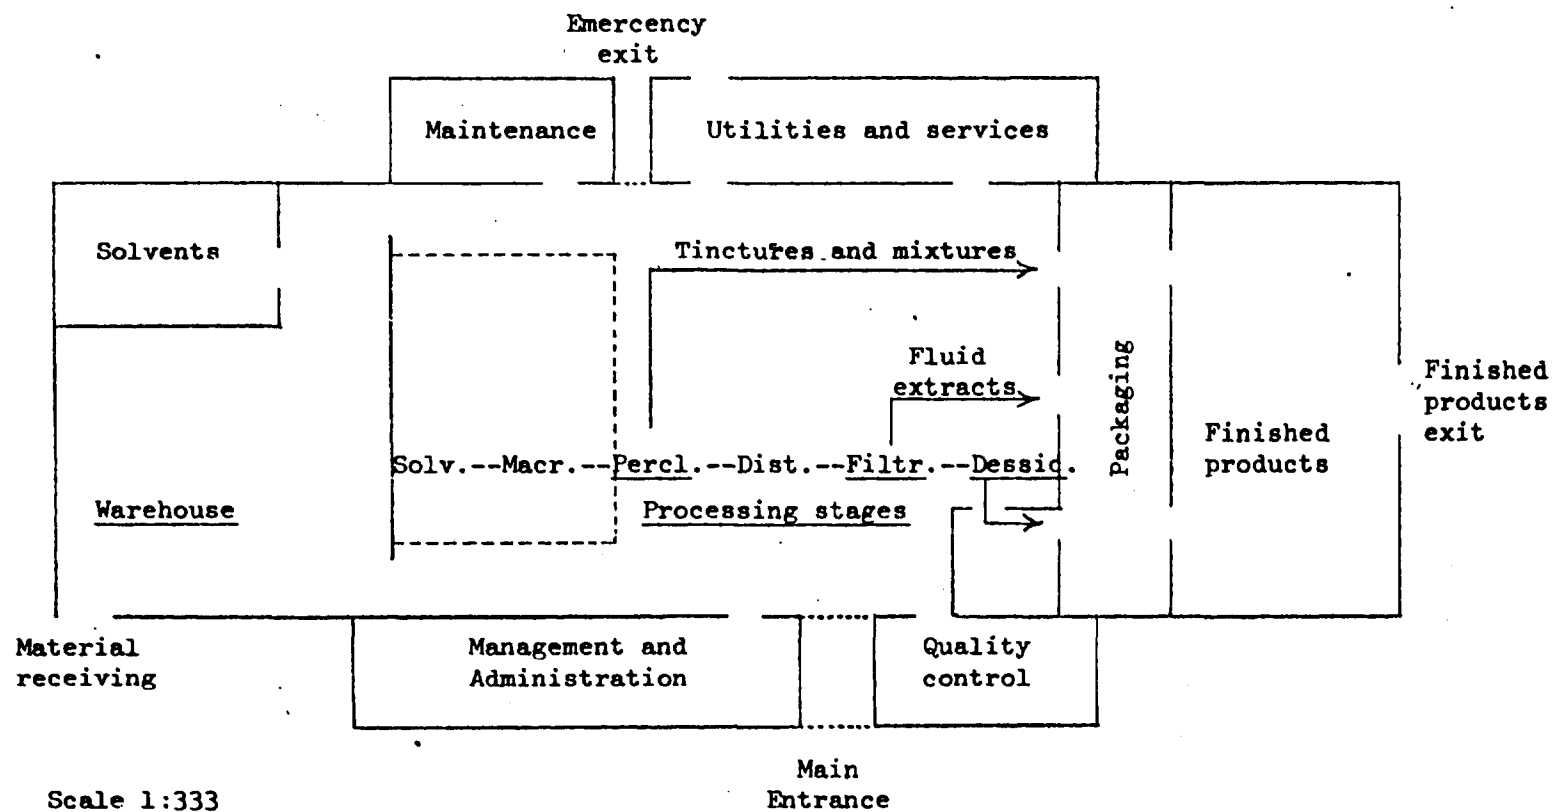 Emercency
exit
Maintenance
Utilities and services
Solvents
Tinctures and mixtures
Fluid
extracts
Packaging
Finished
products
exit
Finished
products
Solv.--Macr.--Percl.--Dist.--Filtr.--Dessic.
Warehouse
Processing stages
Material
receiving
Management and
Administration
Quality
control
Main
Entrance
Scale 1:333